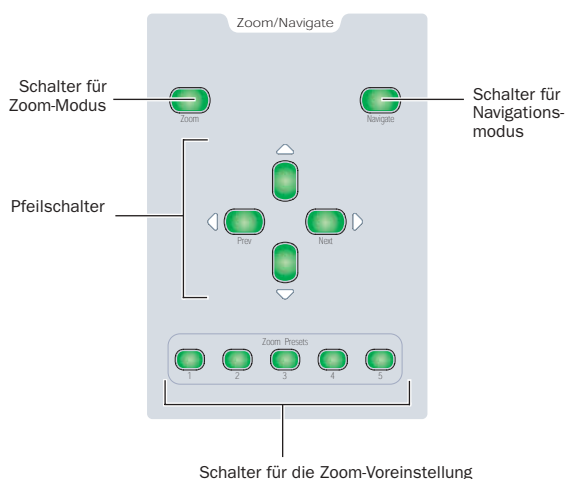 Zoom/Navigate
Schalter für
Zoom-Modus
Schalter für
Navigations-
modus
Zoom
Navigate
Pfeilschalter
Prev
Next
Zoom Presets
1 2 3 4 5
Schalter für die Zoom-Voreinstellung